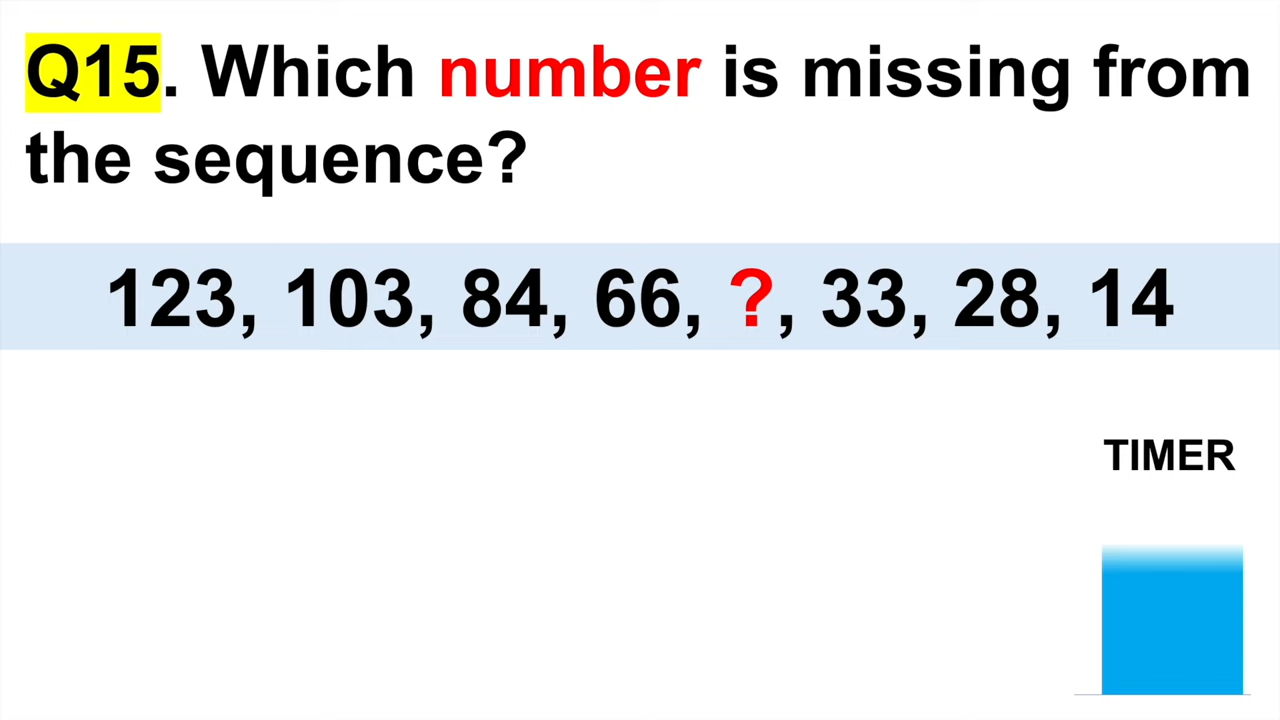 Q15. Which number is missing from
the sequence?
123, 103, 84, 66, ?, 33, 28, 14
TIMER